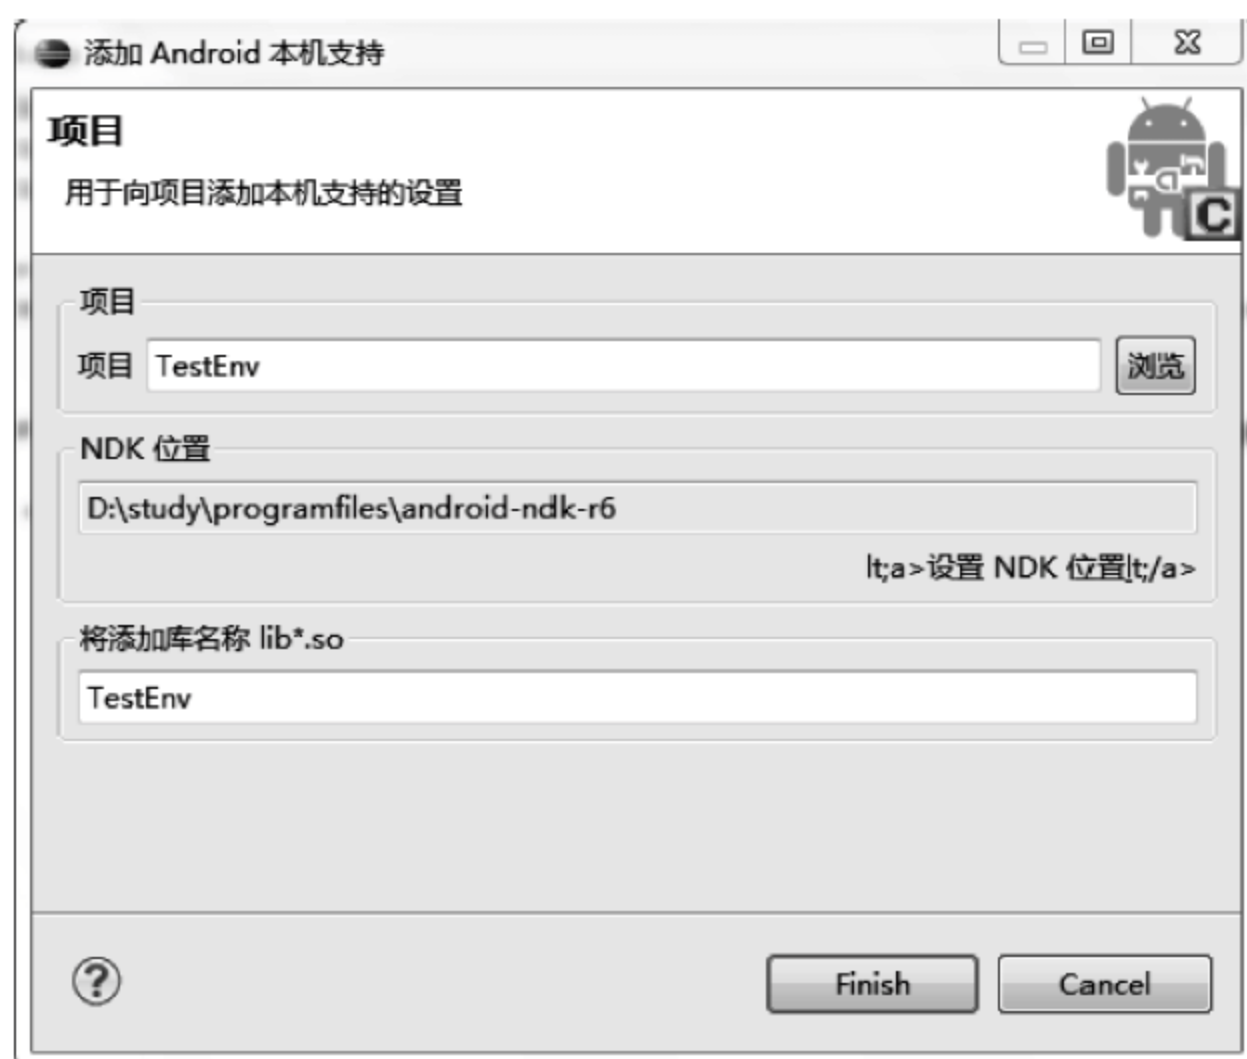 添加 Android 本机支持
项目
用于向项目添加本机支持的设置
C
项目
项目 TestEnv 浏览
NDK 位置
D:\study\programfiles\android-ndk-r6
lt;a>设置 NDK 位置lt;/a>
将添加库名称 lib*.so
TestEnv
? Finish Cancel